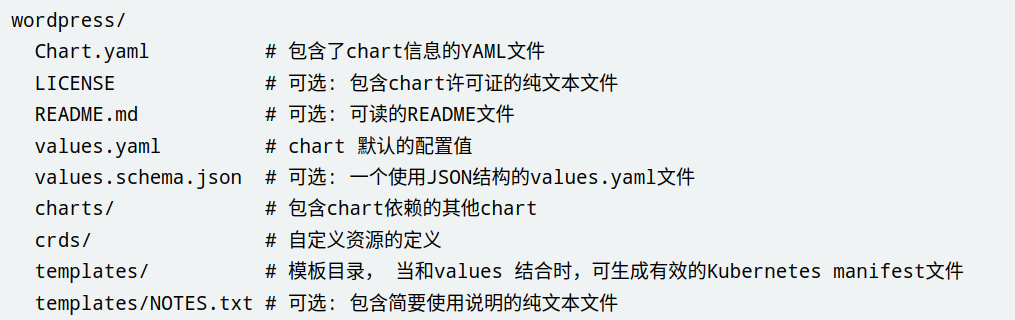 wordpress/
  Chart.yaml          # 包含了chart信息的YAML文件
  LICENSE             # 可选: 包含chart许可证的纯文本文件
  README.md           # 可选: 可读的README文件
  values.yaml         # chart 默认的配置值
  values.schema.json  # 可选: 一个使用JSON结构的values.yaml文件
  charts/             # 包含chart依赖的其他chart
  crds/               # 自定义资源的定义
  templates/          # 模板目录， 当和values 结合时，可生成有效的Kubernetes manifest文件
  templates/NOTES.txt # 可选: 包含简要使用说明的纯文本文件